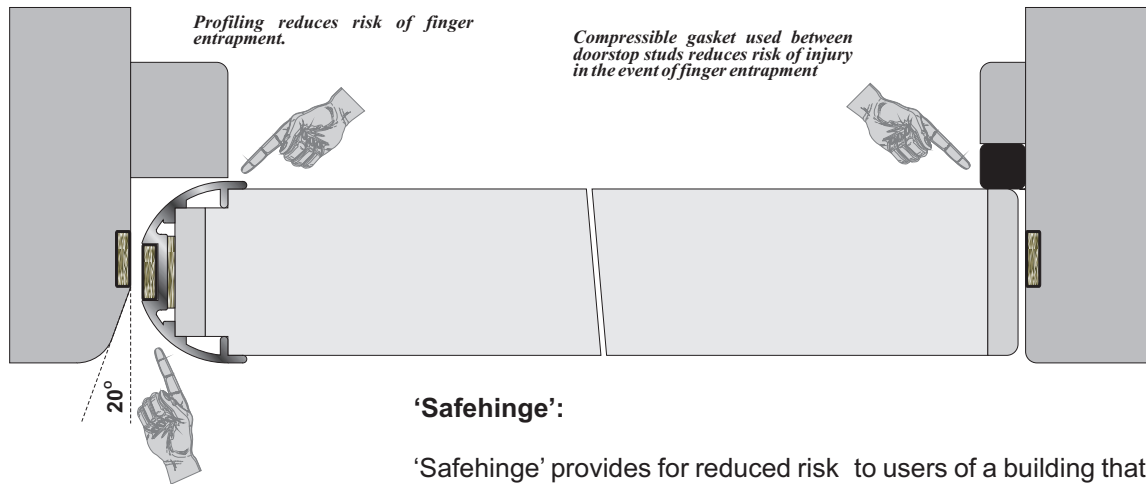 Profiling reduces risk of finger
entrapment.
Compressible gasket used between
doorstop studs reduces risk of injury
in the event of finger entrapment
20°
‘Safehinge’:
‘Safehinge’ provides for reduced risk to users of a building that